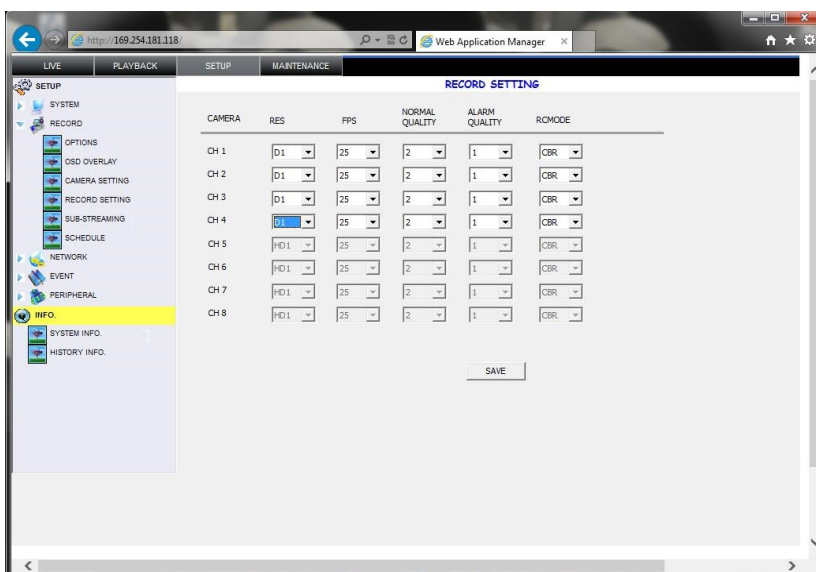 http://169.254.181.118/
Web Application Manager
LIVE PLAYBACK SETUP MAINTENANCE
SETUP
SYSTEM
RECORD
OPTIONS
OSD OVERLAY
CAMERA SETTING
RECORD SETTING
SUB-STREAMING
SCHEDULE
NETWORK
EVENT
PERIPHERAL
INFO.
SYSTEM INFO.
HISTORY INFO.
RECORD SETTING
CAMERA RES FPS NORMAL QUALITY ALARM QUALITY RCMODE
CH 1 D1 25 2 1 CBR
CH 2 D1 25 2 1 CBR
CH 3 D1 25 2 1 CBR
CH 4 D1 25 2 1 CBR
CH 5 HD1 25 2 1 CBR
CH 6 HD1 25 2 1 CBR
CH 7 HD1 25 2 1 CBR
CH 8 HD1 25 2 1 CBR
SAVE